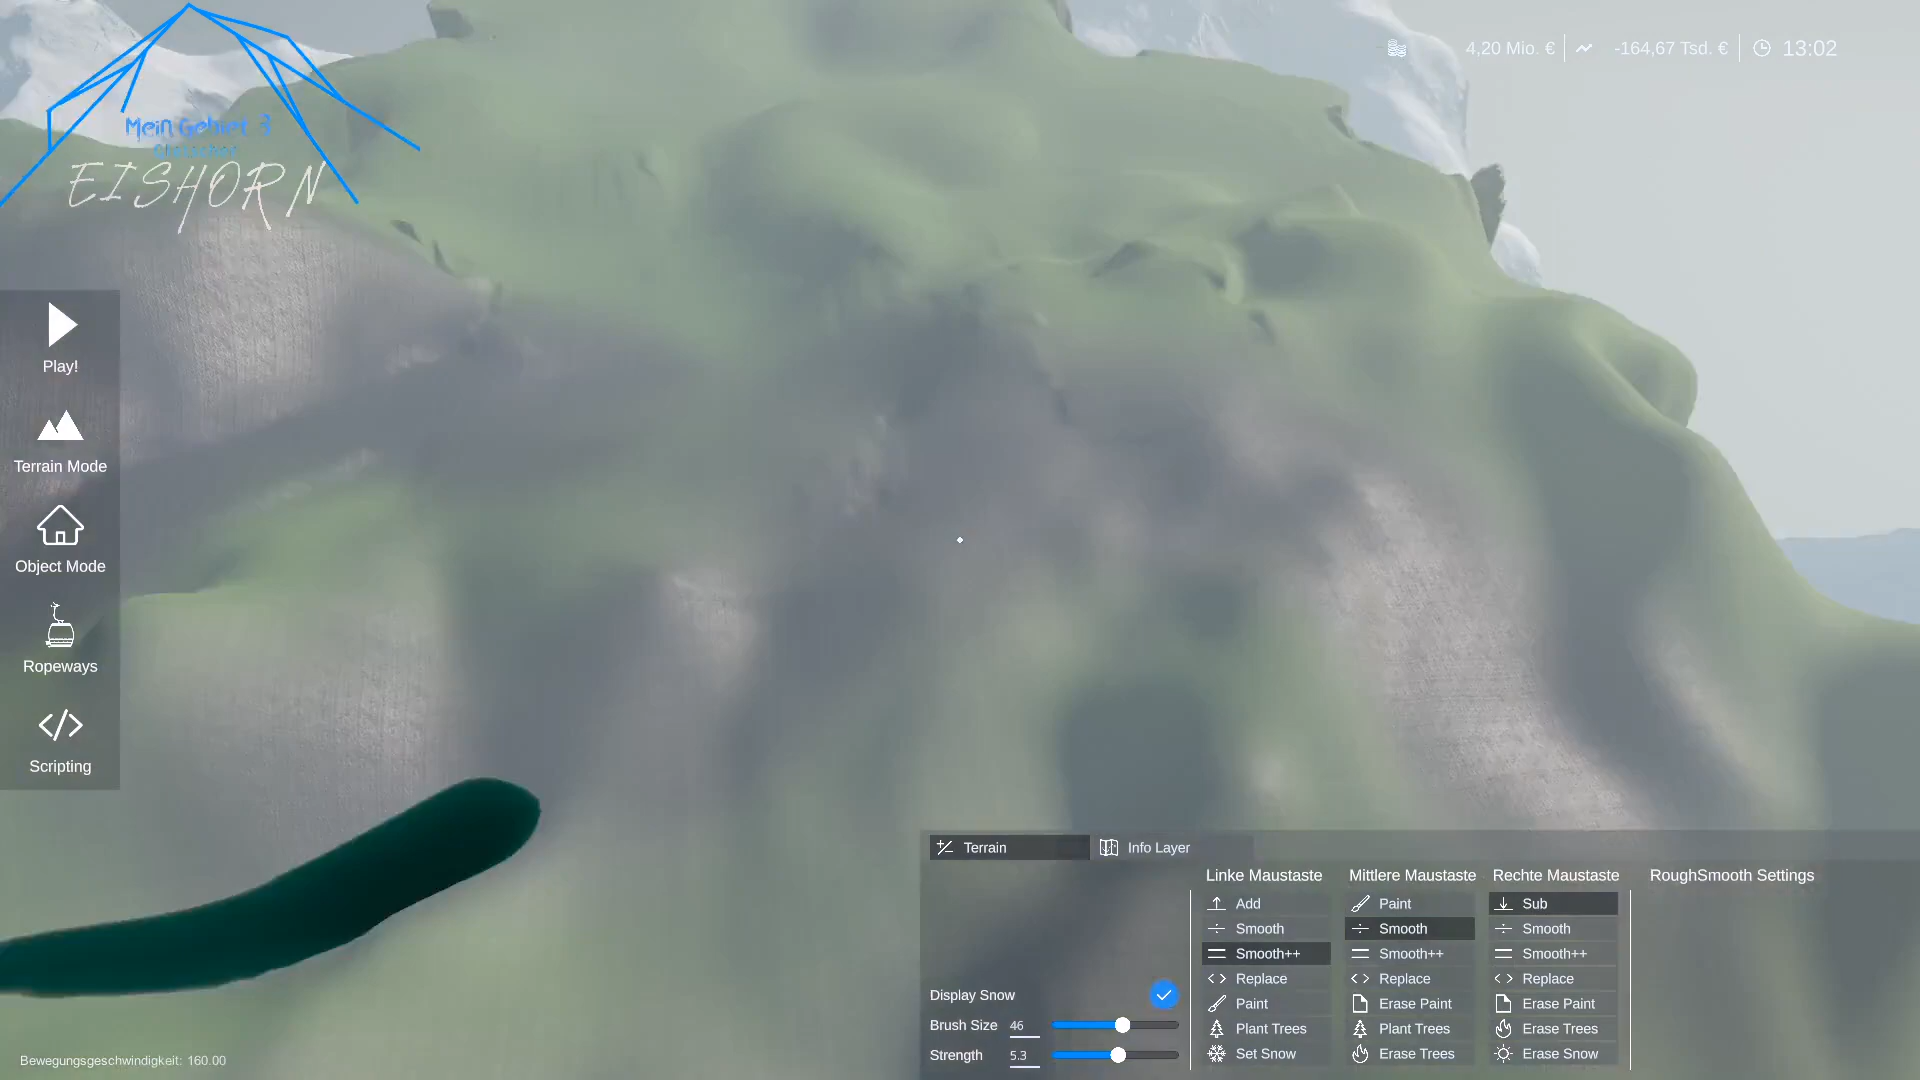 4,20 Mio. €
-164,67 Tsd. €
13:02
Mein Gebiet 3
EISHORN
Play!
Terrain Mode
Object Mode
Ropeways
Scripting
Terrain
Info Layer
Linke Maustaste
Mittlere Maustaste
Rechte Maustaste
RoughSmooth Settings
Add
Paint
Sub
Smooth
Smooth
Smooth
Smooth++
Smooth++
Smooth++
Replace
Replace
Replace
Display Snow
Paint
Erase Paint
Erase Paint
Brush Size 46
Plant Trees
Plant Trees
Erase Trees
Strength 5.3
Set Snow
Erase Trees
Erase Snow
Bewegungsgeschwindigkeit: 160.00